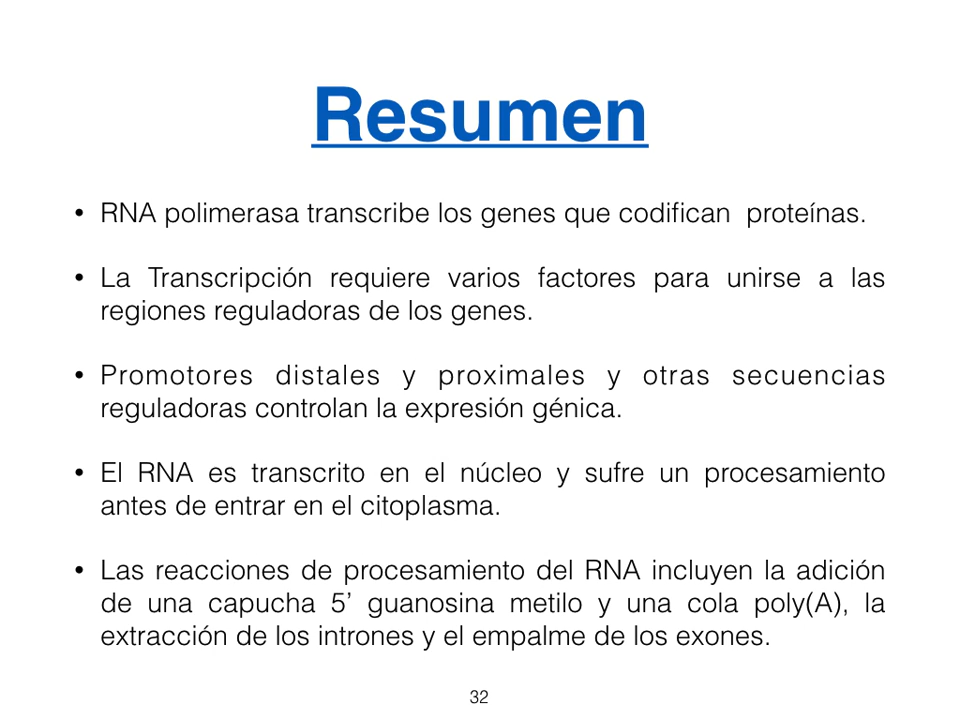 Resumen
• RNA polimerasa transcribe los genes que codifican  proteínas.
• La Transcripción requiere varios factores para unirse a las
regiones reguladoras de los genes.
• Promotores distales y proximales y otras secuencias
reguladoras controlan la expresión génica.
• El RNA es transcrito en el núcleo y sufre un procesamiento
antes de entrar en el citoplasma.
• Las reacciones de procesamiento del RNA incluyen la adición
de una capucha 5’ guanosina metilo y una cola poly(A), la
extracción de los intrones y el empalme de los exones.
32